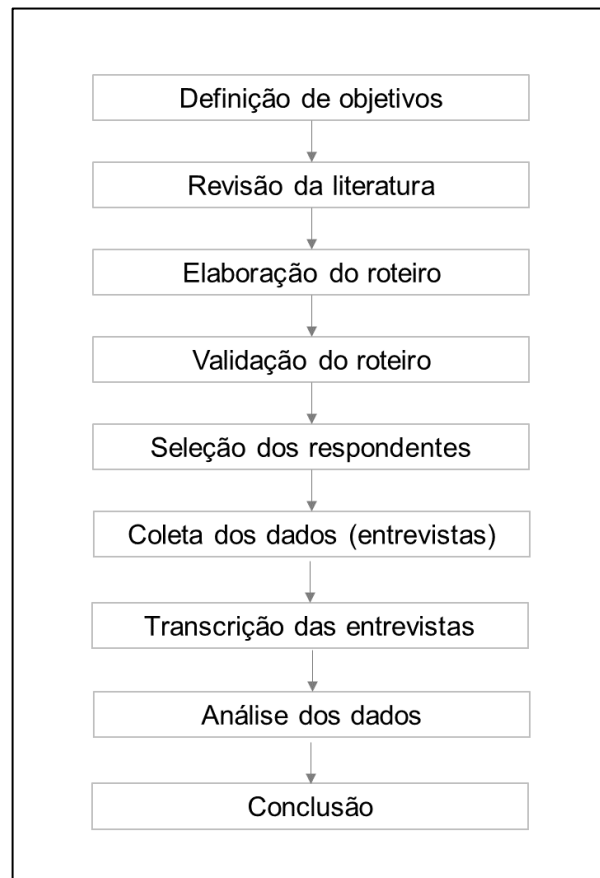 Definição de objetivos
Revisão da literatura
Elaboração do roteiro
Validação do roteiro
Seleção dos respondentes
Coleta dos dados (entrevistas)
Transcrição das entrevistas
Análise dos dados
Conclusão